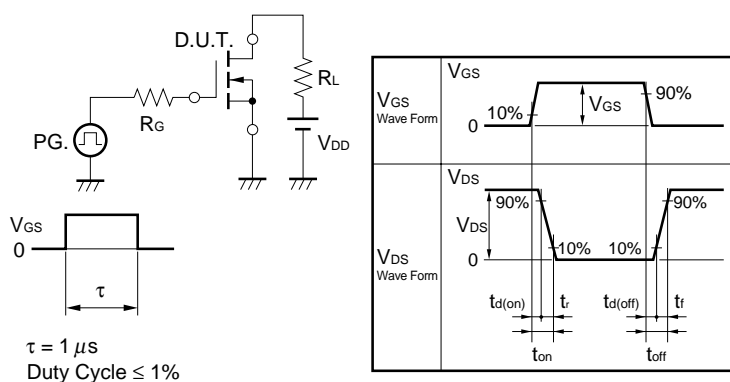 D.U.T.
RL
RG
PG.
VDD
VGS
0
τ
τ = 1 μs
Duty Cycle ≤ 1%
VGS
Wave Form
VGS
10%
0
VGS
90%
VDS
Wave Form
VDS
90%
VDS
0
10%
10%
90%
td(on)
tr
td(off)
tf
ton
toff